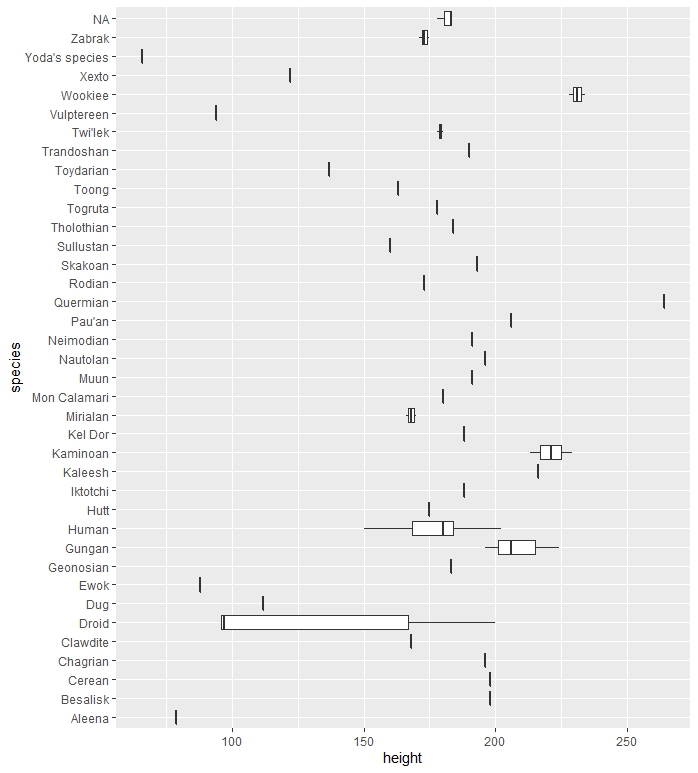 NA
Zabrak
Yoda's species
Xexto
Wookiee
Vulptereen
Twi'lek
Trandoshan
Toydarian
Toong
Togruta
Tholothian
Sullustan
Skakoan
Rodian
Quermian
Pau'an
Neimodian
Nautolan
Muun
Mon Calamari
Mirialan
Kel Dor
Kaminoan
Kaleesh
Iktotchi
Hutt
Human
Gungan
Geonosian
Ewok
Dug
Droid
Clawdite
Chagrian
Cerean
Besalisk
Aleena
species
100 150 200 250
height